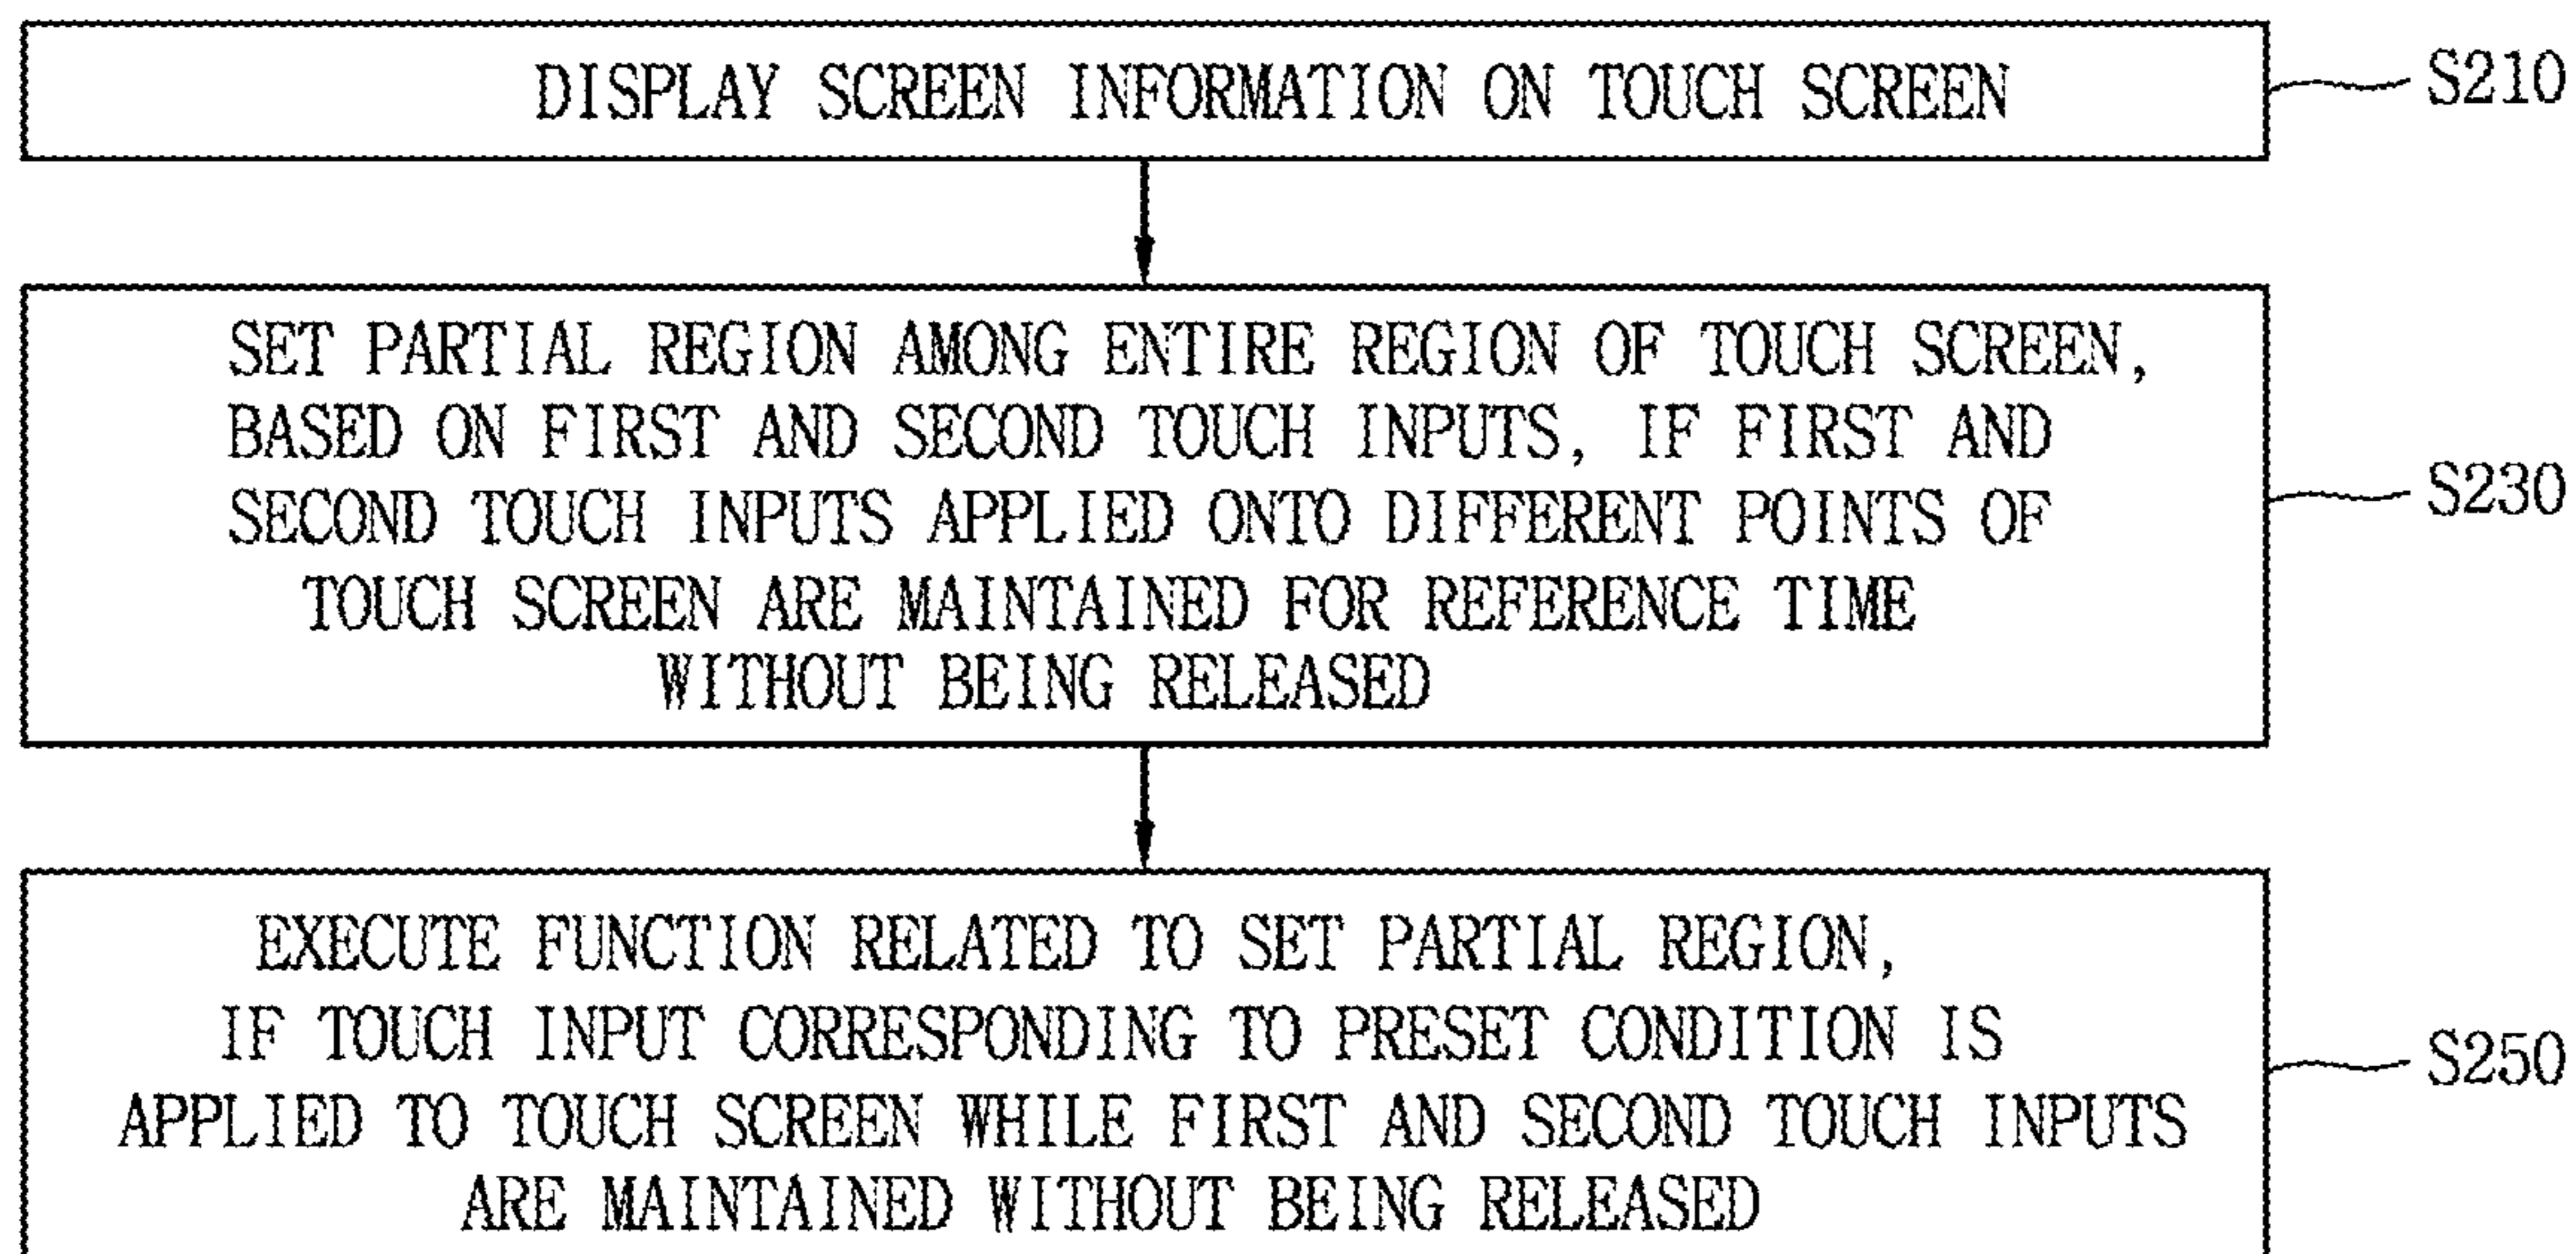 DISPLAY SCREEN INFORMATION ON TOUCH SCREEN
S210
SET PARTIAL REGION AMONG ENTIRE REGION OF TOUCH SCREEN,
BASED ON FIRST AND SECOND TOUCH INPUTS, IF FIRST AND
SECOND TOUCH INPUTS APPLIED ONTO DIFFERENT POINTS OF
TOUCH SCREEN ARE MAINTAINED FOR REFERENCE TIME
WITHOUT BEING RELEASED
S230
EXECUTE FUNCTION RELATED TO SET PARTIAL REGION,
IF TOUCH INPUT CORRESPONDING TO PRESET CONDITION IS
APPLIED TO TOUCH SCREEN WHILE FIRST AND SECOND TOUCH INPUTS
ARE MAINTAINED WITHOUT BEING RELEASED
S250